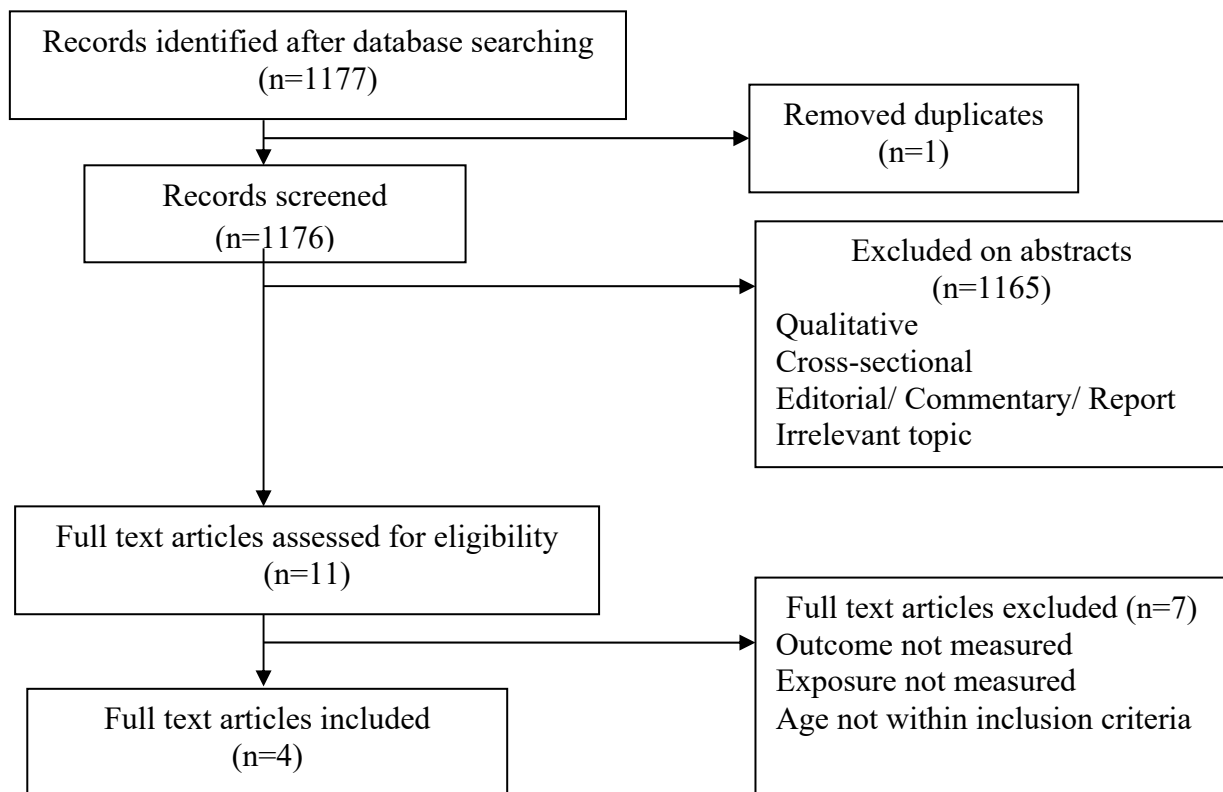 Records identified after database searching
(n=1177)
Removed duplicates
(n=1)
Records screened
(n=1176)
Excluded on abstracts
(n=1165)
Qualitative
Cross-sectional
Editorial/ Commentary/ Report
Irrelevant topic
Full text articles assessed for eligibility
(n=11)
Full text articles excluded (n=7)
Outcome not measured
Exposure not measured
Age not within inclusion criteria
Full text articles included
(n=4)